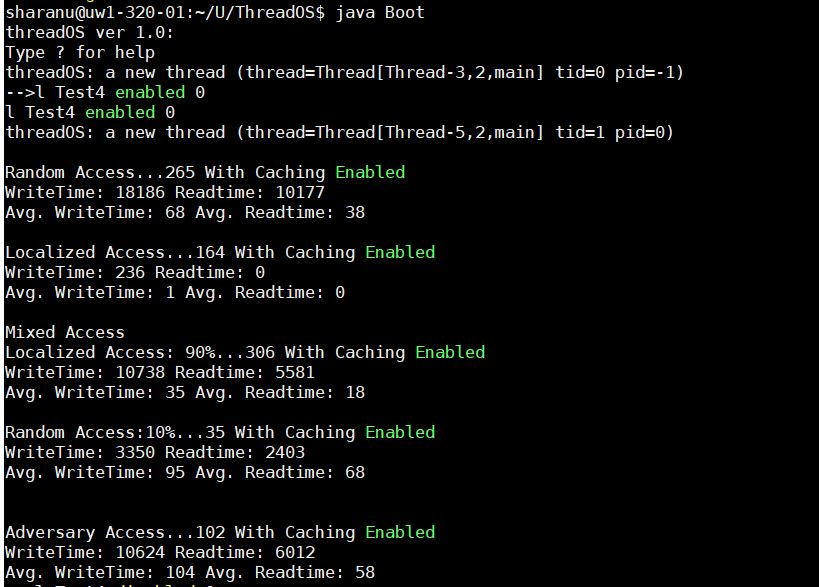 sharanu@uw1-320-01:~/U/ThreadOS$ java Boot
threadOS ver 1.0:
Type ? for help
threadOS: a new thread (thread=Thread[Thread-3,2,main] tid=0 pid=-1)
-->l Test4 enabled 0
l Test4 enabled 0
threadOS: a new thread (thread=Thread[Thread-5,2,main] tid=1 pid=0)
Random Access...265 With Caching Enabled
WriteTime: 18186 Readtime: 10177
Avg. WriteTime: 68 Avg. Readtime: 38
Localized Access...164 With Caching Enabled
WriteTime: 236 Readtime: 0
Avg. WriteTime: 1 Avg. Readtime: 0
Mixed Access
Localized Access: 90%...306 With Caching Enabled
WriteTime: 10738 Readtime: 5581
Avg. WriteTime: 35 Avg. Readtime: 18
Random Access:10%...35 With Caching Enabled
WriteTime: 3350 Readtime: 2403
Avg. WriteTime: 95 Avg. Readtime: 68
Adversary Access...102 With Caching Enabled
WriteTime: 10624 Readtime: 6012
Avg. WriteTime: 104 Avg. Readtime: 58